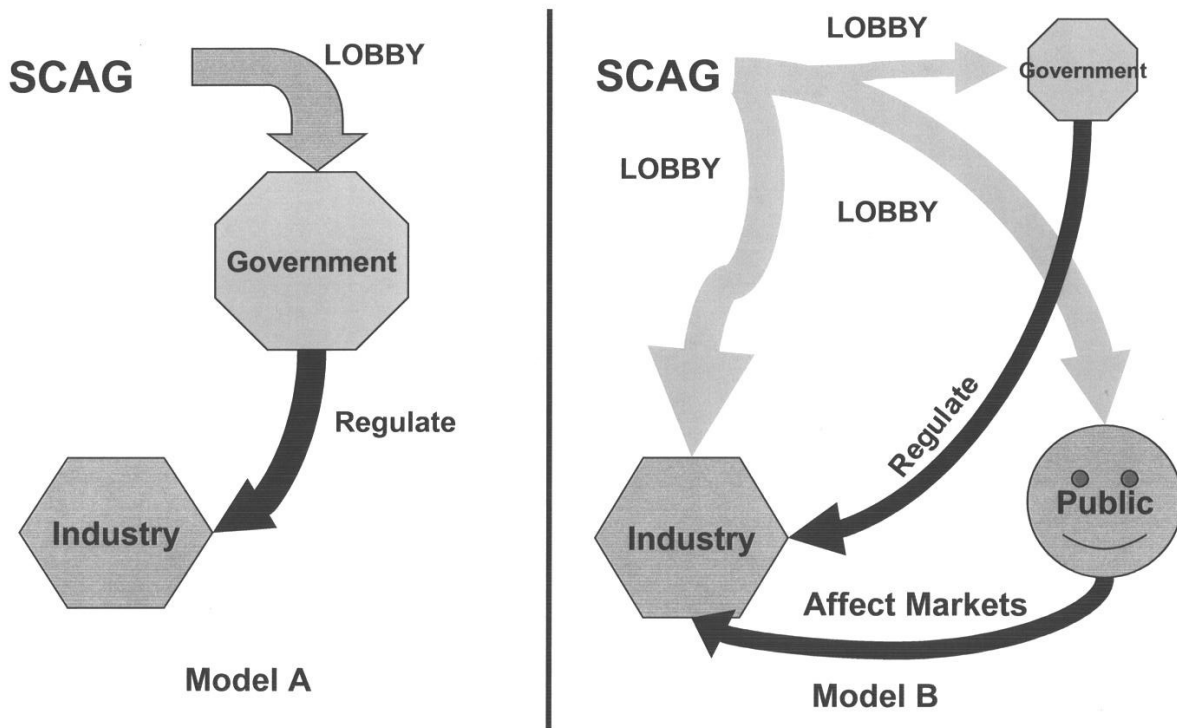 SCAG
LOBBY
Government
Regulate
Industry
Model A
SCAG
LOBBY
Government
LOBBY
LOBBY
Regulate
Public
Industry
Affect Markets
Model B